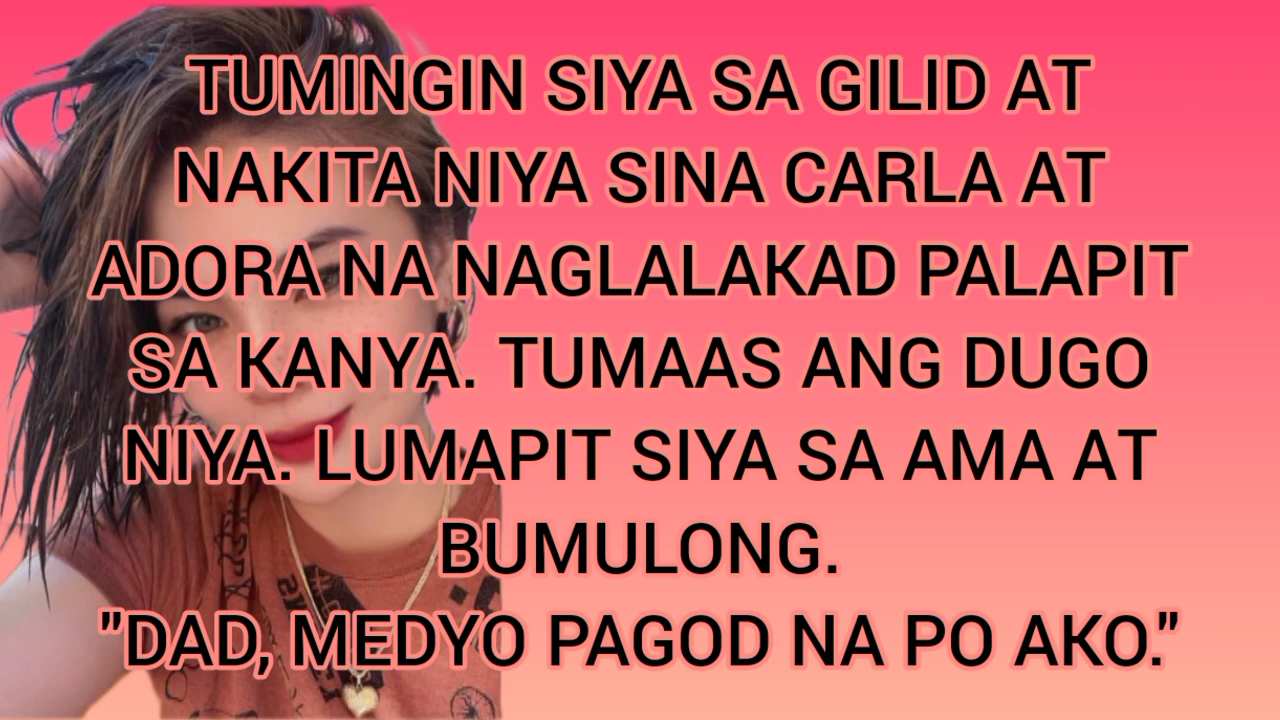 TUMINGIN SIYA SA GILID AT
NAKITA NIYA SINA CARLA AT
ADORA NA NAGLALAKAD PALAPIT
SA KANYA. TUMAAS ANG DUGO
NIYA. LUMAPIT SIYA SA AMA AT
BUMULONG.
"DAD, MEDYO PAGOD NA PO AKO."